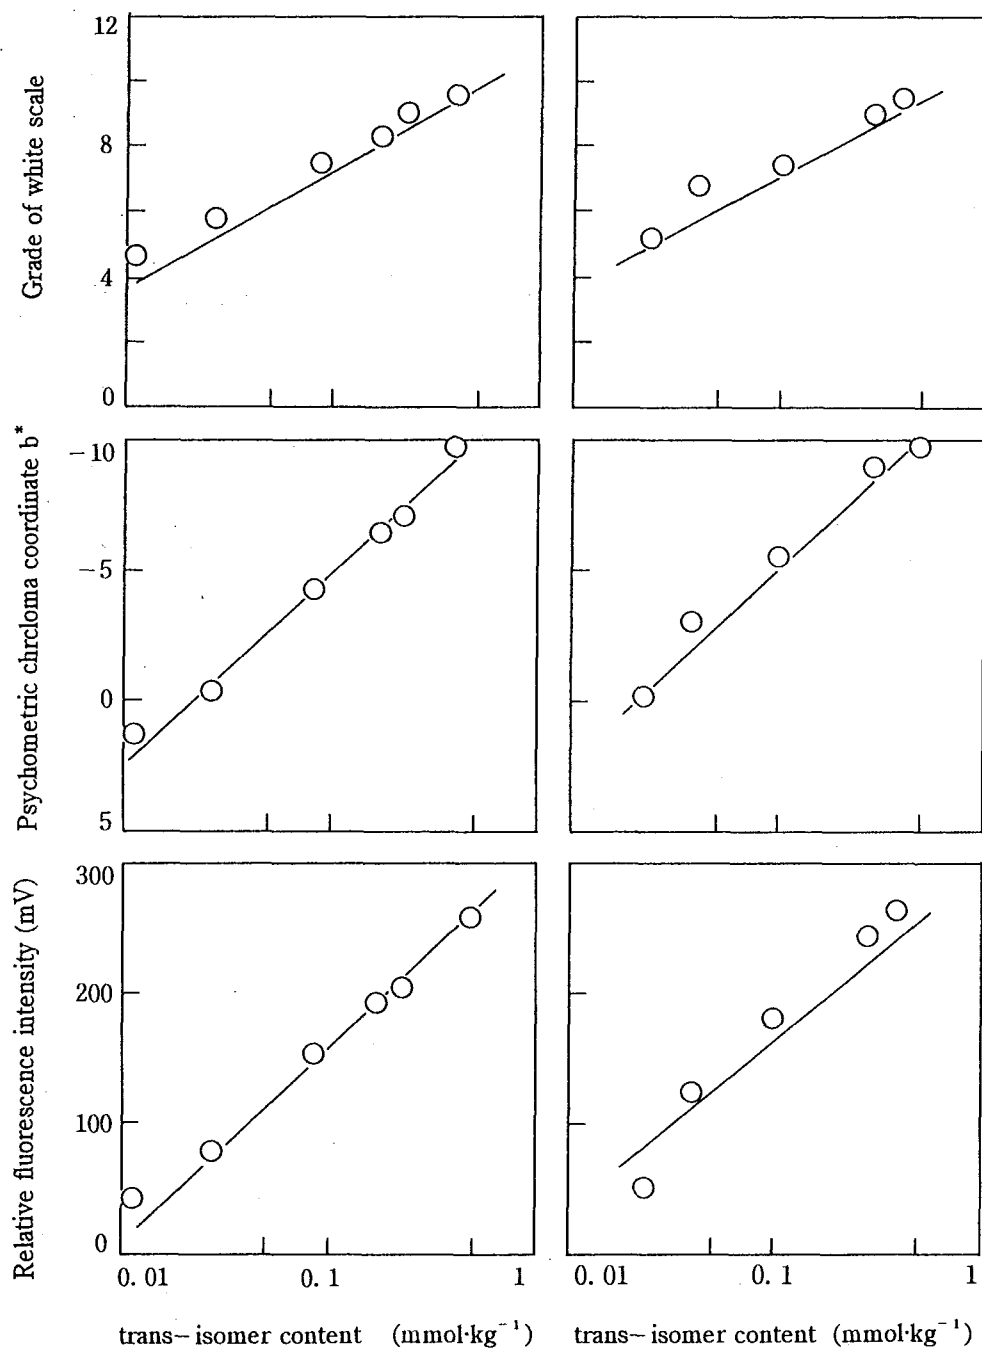 12
8
4
0
Grade of white scale
-10
-5
0
5
Psychometric chrcloma coordinate b*
300
200
100
0
Relative fluorescence intensity (mV)
0.01 0.1 1
0.01 0.1 1
trans-isomer content (mmol·kg⁻¹)
trans-isomer content (mmol·kg⁻¹)